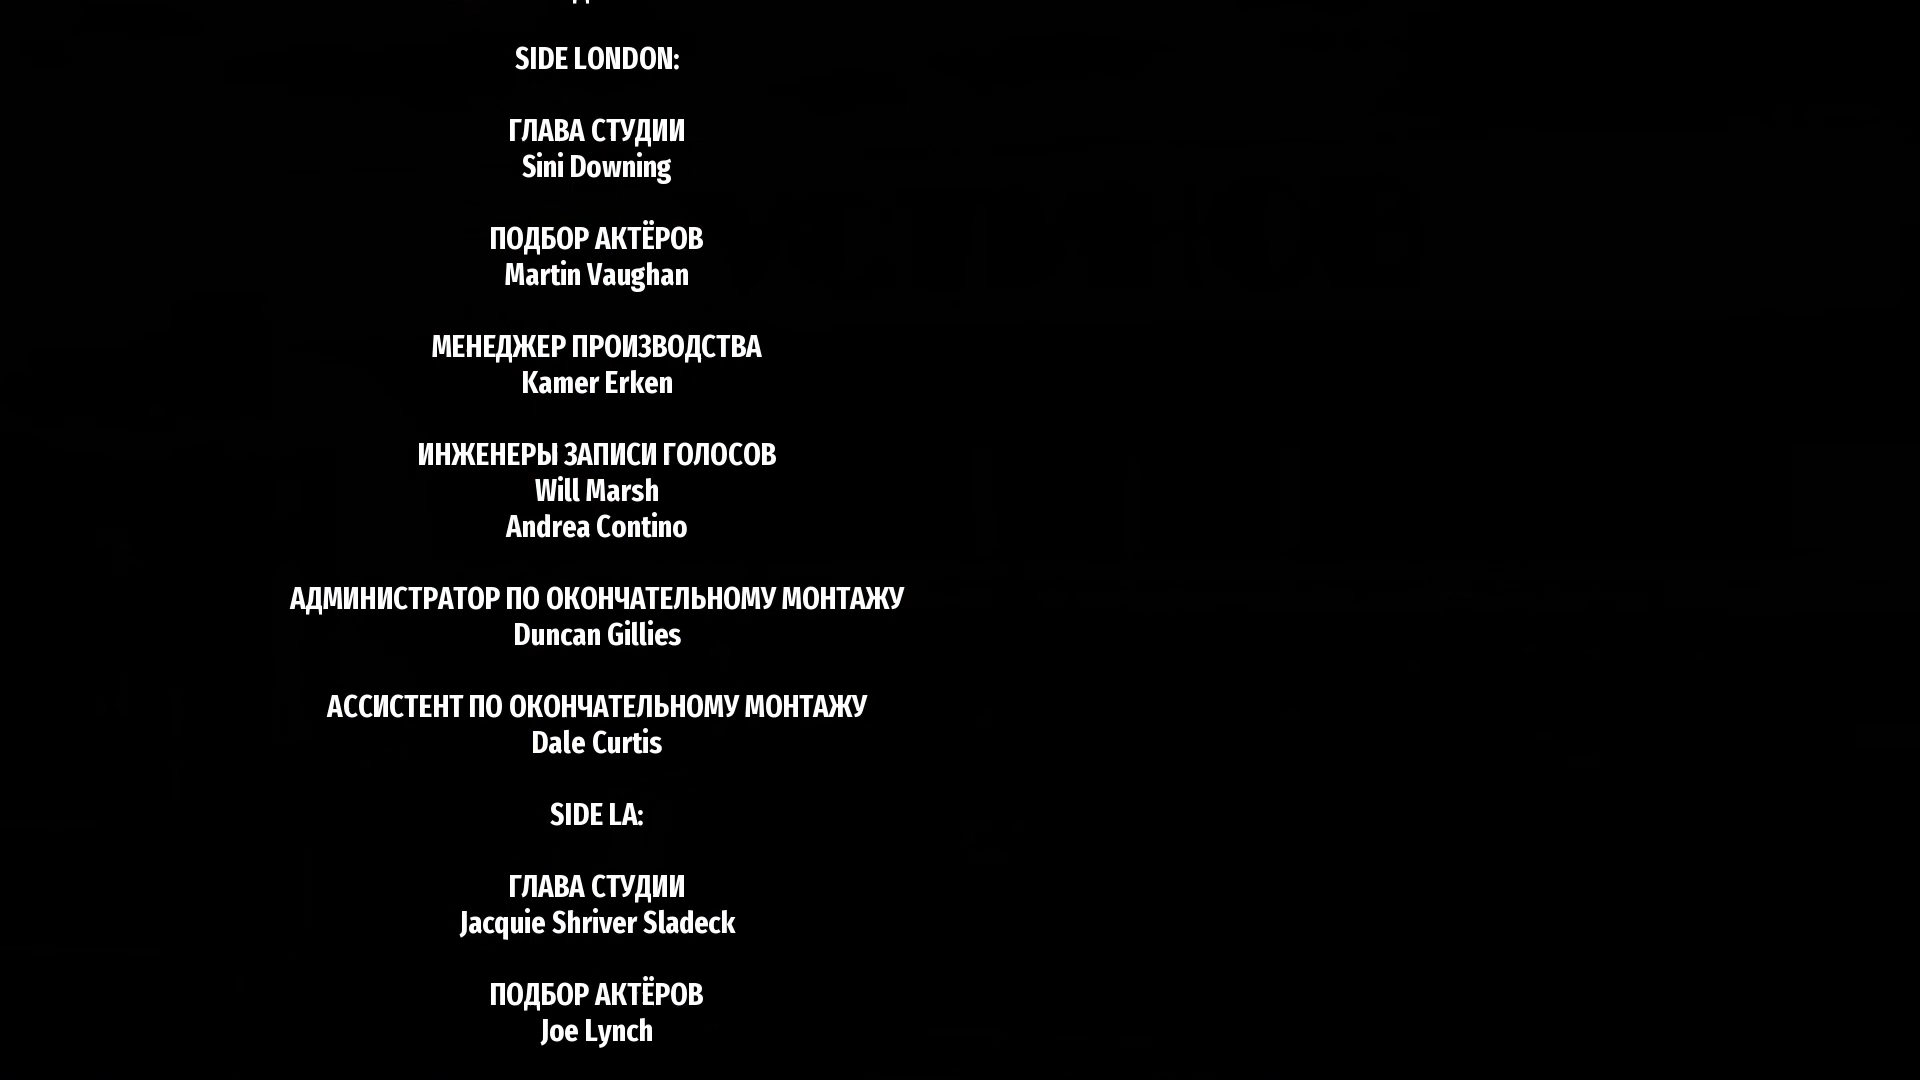 SIDE LONDON:
ГЛАВА СТУДИИ
Sini Downing
ПОДБОР АКТЁРОВ
Martin Vaughan
МЕНЕДЖЕР ПРОИЗВОДСТВА
Kamer Erken
ИНЖЕНЕРЫ ЗАПИСИ ГОЛОСОВ
Will Marsh
Andrea Contino
АДМИНИСТРАТОР ПО ОКОНЧАТЕЛЬНОМУ МОНТАЖУ
Duncan Gillies
АССИСТЕНТ ПО ОКОНЧАТЕЛЬНОМУ МОНТАЖУ
Dale Curtis
SIDE LA:
ГЛАВА СТУДИИ
Jacquie Shriver Sladeck
ПОДБОР АКТЁРОВ
Joe Lynch